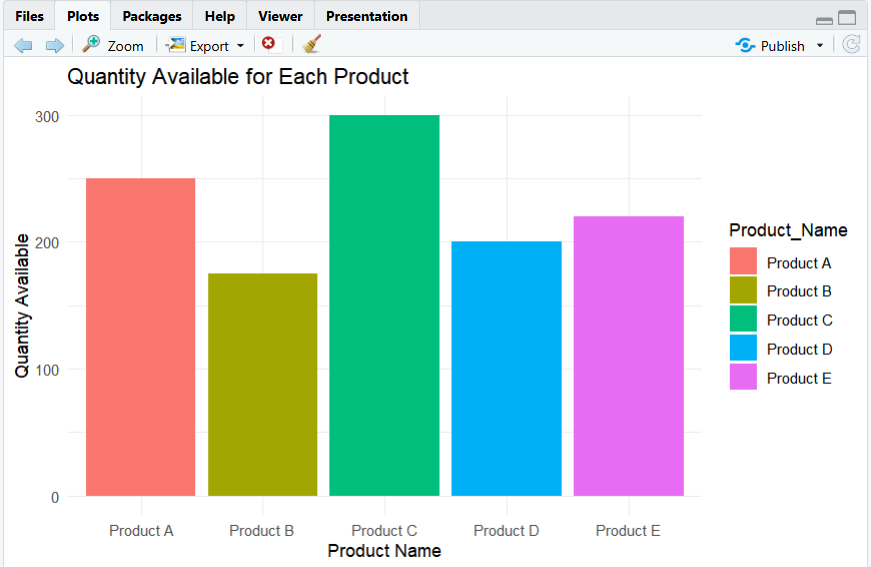 Files Plots Packages Help Viewer Presentation
Zoom Export Publish
Quantity Available for Each Product
300
200
100
0
Quantity Available
Product A Product B Product C Product D Product E
Product Name
Product_Name
Product A
Product B
Product C
Product D
Product E